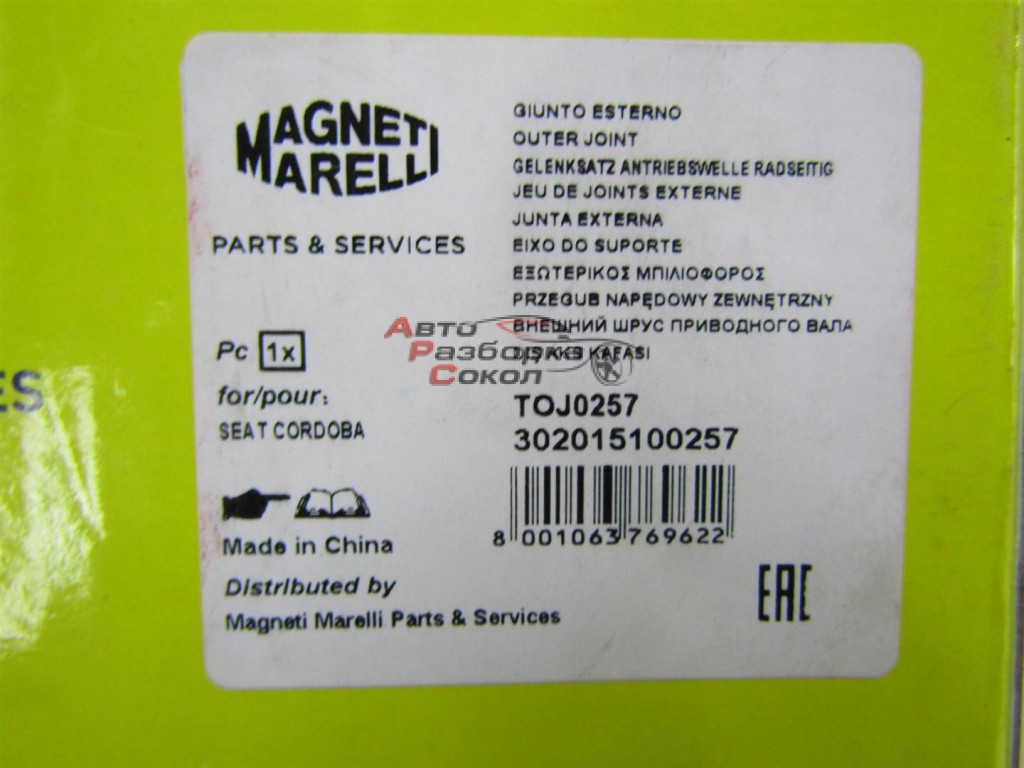 MAGNETI
MARELLI
PARTS & SERVICES
GIUNTO ESTERNO
OUTER JOINT
GELENKSATZ ANTRIEBSWELLE RADSEITIG
JEU DE JOINTS EXTERNE
JUNTA EXTERNA
EIXO DO SUPORTE
ΕΞΩΤΕΡΙΚΟΣ ΜΠΙΛΙΟΦΟΡΟΣ
PRZEGUB NAPĘDOWY ZEWNĘTRZNY
ВНЕШНИЙ ШРУС ПРИВОДНОГО ВАЛА
KAFASI
АВТО
РАЗБОРКА
СОКОЛ
Pc 1x
for/pour:
SEAT CORDOBA
TOJ0257
302015100257
8 001063 769622
Made in China
Distributed by
Magneti Marelli Parts & Services
EAC
ES